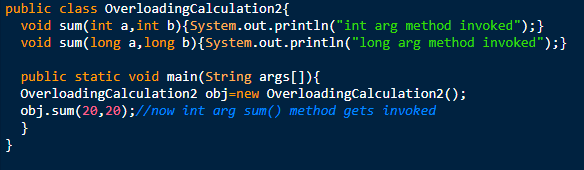 public class OverloadingCalculation2{
  void sum(int a,int b){System.out.println("int arg method invoked");}
  void sum(long a,long b){System.out.println("long arg method invoked");}

  public static void main(String args[]){
  OverloadingCalculation2 obj=new OverloadingCalculation2();
  obj.sum(20,20);//now int arg sum() method gets invoked
  }
}